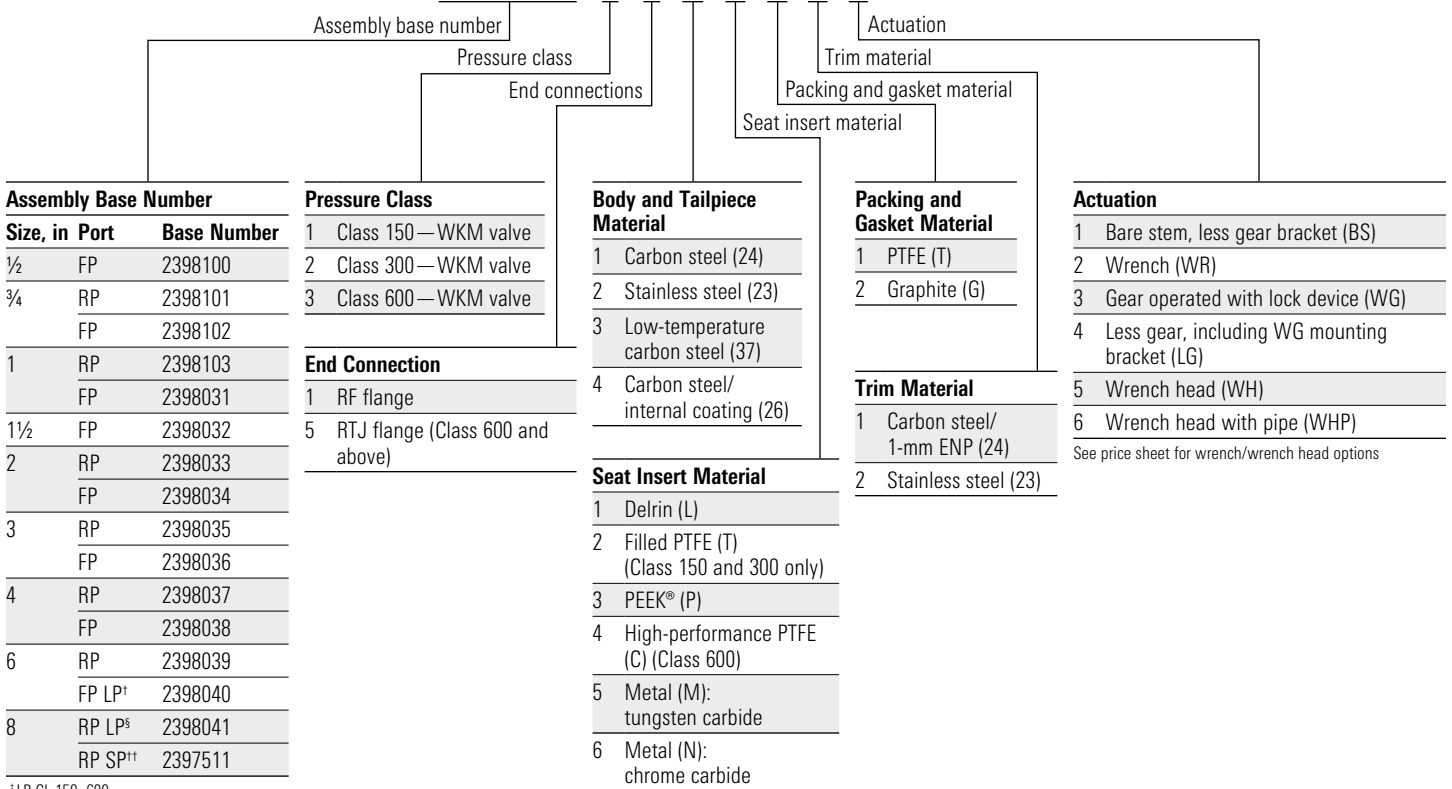 Assembly base number
Actuation
Pressure class
Trim material
End connections
Packing and gasket material
Seat insert material
Assembly Base Number
Size, in Port Base Number
½ FP 2398100
¾ RP 2398101
FP 2398102
1 RP 2398103
FP 2398031
1½ FP 2398032
2 RP 2398033
FP 2398034
3 RP 2398035
FP 2398036
4 RP 2398037
FP 2398038
6 RP 2398039
FP LP† 2398040
8 RP LP§ 2398041
RP SP†† 2397511
Pressure Class
1 Class 150—WKM valve
2 Class 300—WKM valve
3 Class 600—WKM valve
End Connection
1 RF flange
5 RTJ flange (Class 600 and
above)
Body and Tailpiece
Material
1 Carbon steel (24)
2 Stainless steel (23)
3 Low-temperature
carbon steel (37)
4 Carbon steel/
internal coating (26)
Seat Insert Material
1 Delrin (L)
2 Filled PTFE (T)
(Class 150 and 300 only)
3 PEEK® (P)
4 High-performance PTFE
(C) (Class 600)
5 Metal (M):
tungsten carbide
6 Metal (N):
chrome carbide
Packing and
Gasket Material
1 PTFE (T)
2 Graphite (G)
Trim Material
1 Carbon steel/
1-mm ENP (24)
2 Stainless steel (23)
Actuation
1 Bare stem, less gear bracket (BS)
2 Wrench (WR)
3 Gear operated with lock device (WG)
4 Less gear, including WG mounting
bracket (LG)
5 Wrench head (WH)
6 Wrench head with pipe (WHP)
See price sheet for wrench/wrench head options